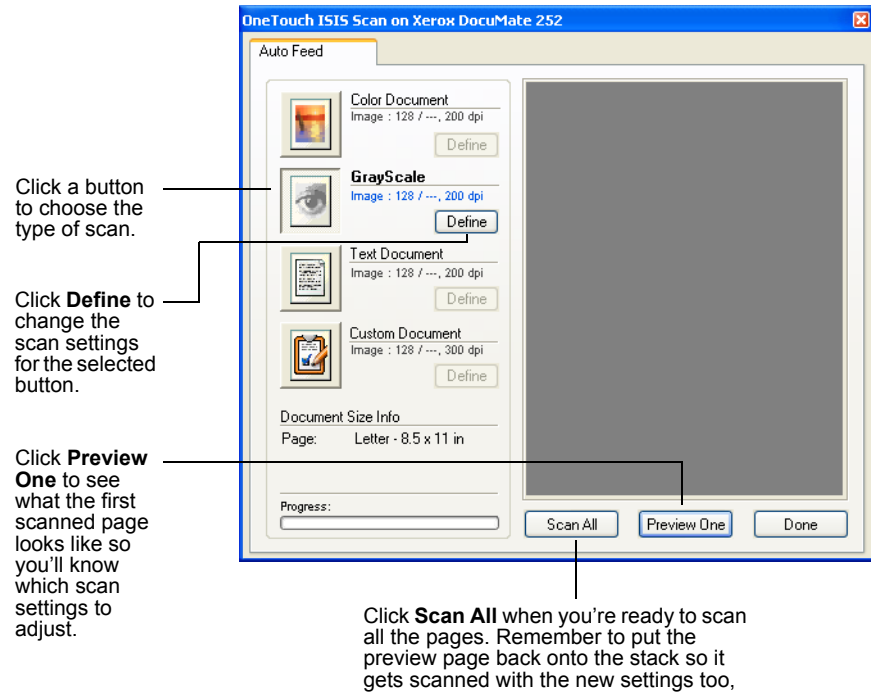 OneTouch ISIS Scan on Xerox DocuMate 252
Auto Feed
Color Document
Image : 128 / ---, 200 dpi
Define
GrayScale
Image : 128 / ---, 200 dpi
Define
Text Document
Image : 128 / ---, 200 dpi
Define
Custom Document
Image : 128 / ---, 300 dpi
Define
Document Size Info
Page: Letter - 8.5 x 11 in
Progress:
Scan All
Preview One
Done
Click a button
to choose the
type of scan.
Click Define to
change the
scan settings
for the selected
button.
Click Preview
One to see
what the first
scanned page
looks like so
you'll know
which scan
settings to
adjust.
Click Scan All when you're ready to scan
all the pages. Remember to put the
preview page back onto the stack so it
gets scanned with the new settings too,